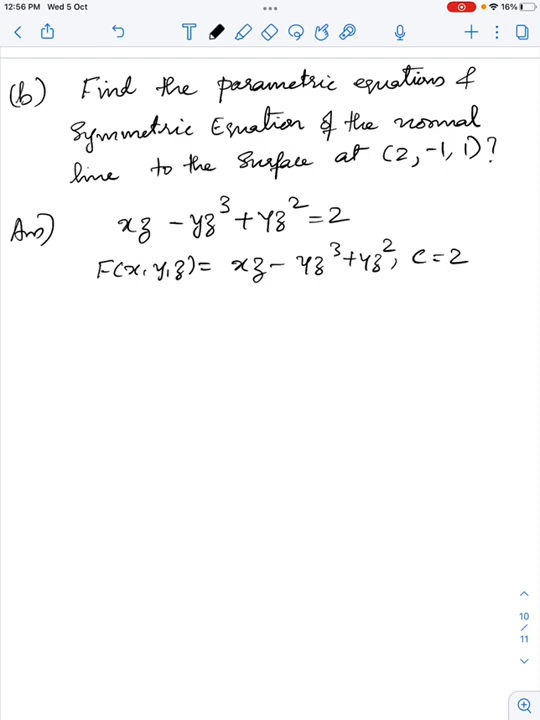 12:56 PM Wed 5 Oct
16%
(b) Find the parametric equations &
Symmetric Equation of the normal
line to the surface at (2, -1, 1)?
Ans) xz - yz³ + yz² = 2
F(x, y, z) = xz - yz³ + yz², C = 2
10
/
11